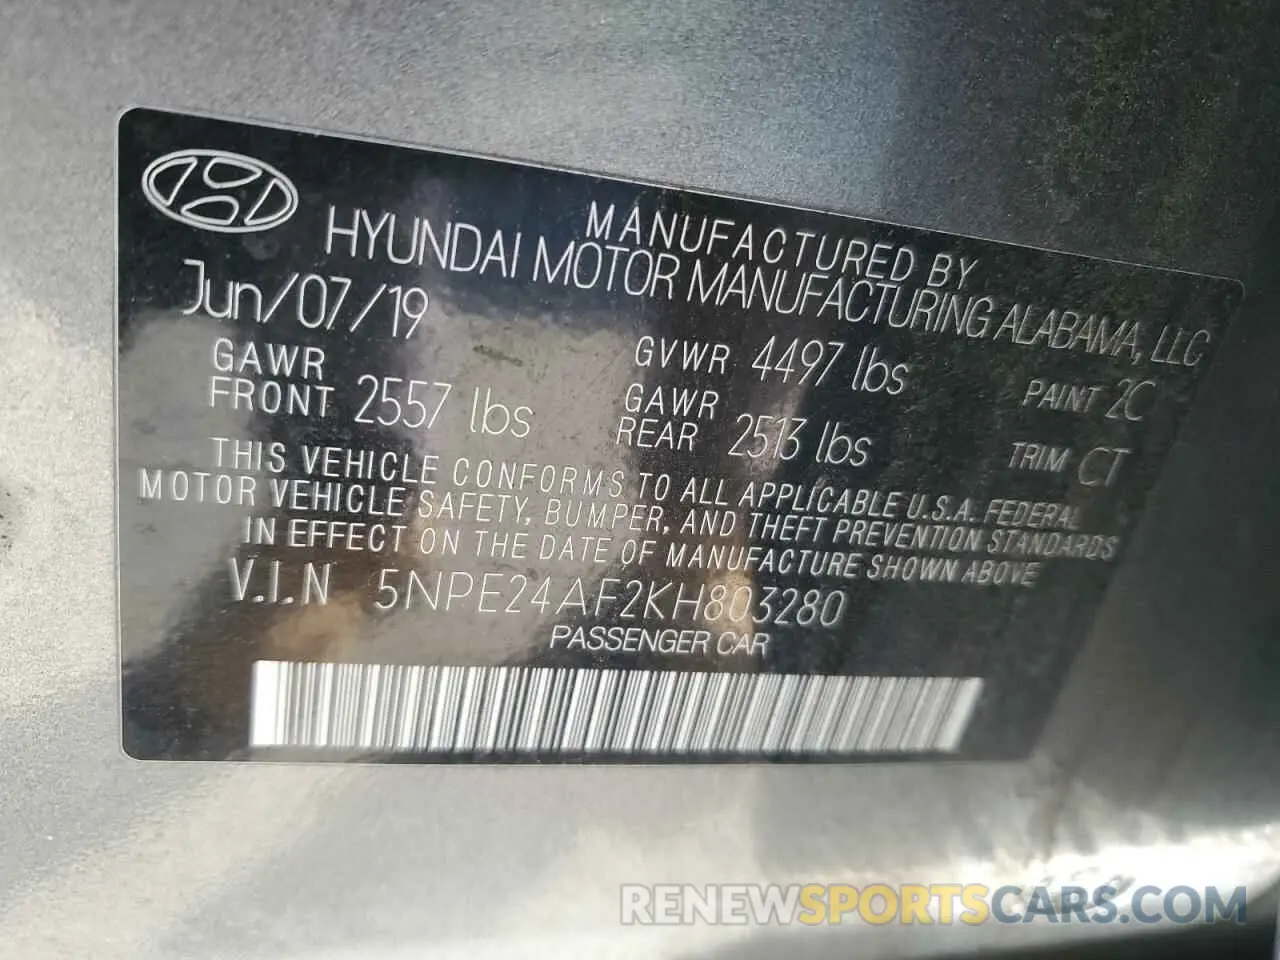 MANUFACTURED BY
HYUNDAI MOTOR MANUFACTURING ALABAMA, LLC
Jun/07/19
GVWR 4497 lbs
PAINT 2C
GAWR FRONT 2557 lbs
GAWR REAR 2513 lbs
TRIM CT
THIS VEHICLE CONFORMS TO ALL APPLICABLE U.S.A. FEDERAL
MOTOR VEHICLE SAFETY, BUMPER, AND THEFT PREVENTION STANDARDS
IN EFFECT ON THE DATE OF MANUFACTURE SHOWN ABOVE
V.I.N 5NPE24AF2KH803280
PASSENGER CAR
RENEWSPORTSCARS.COM